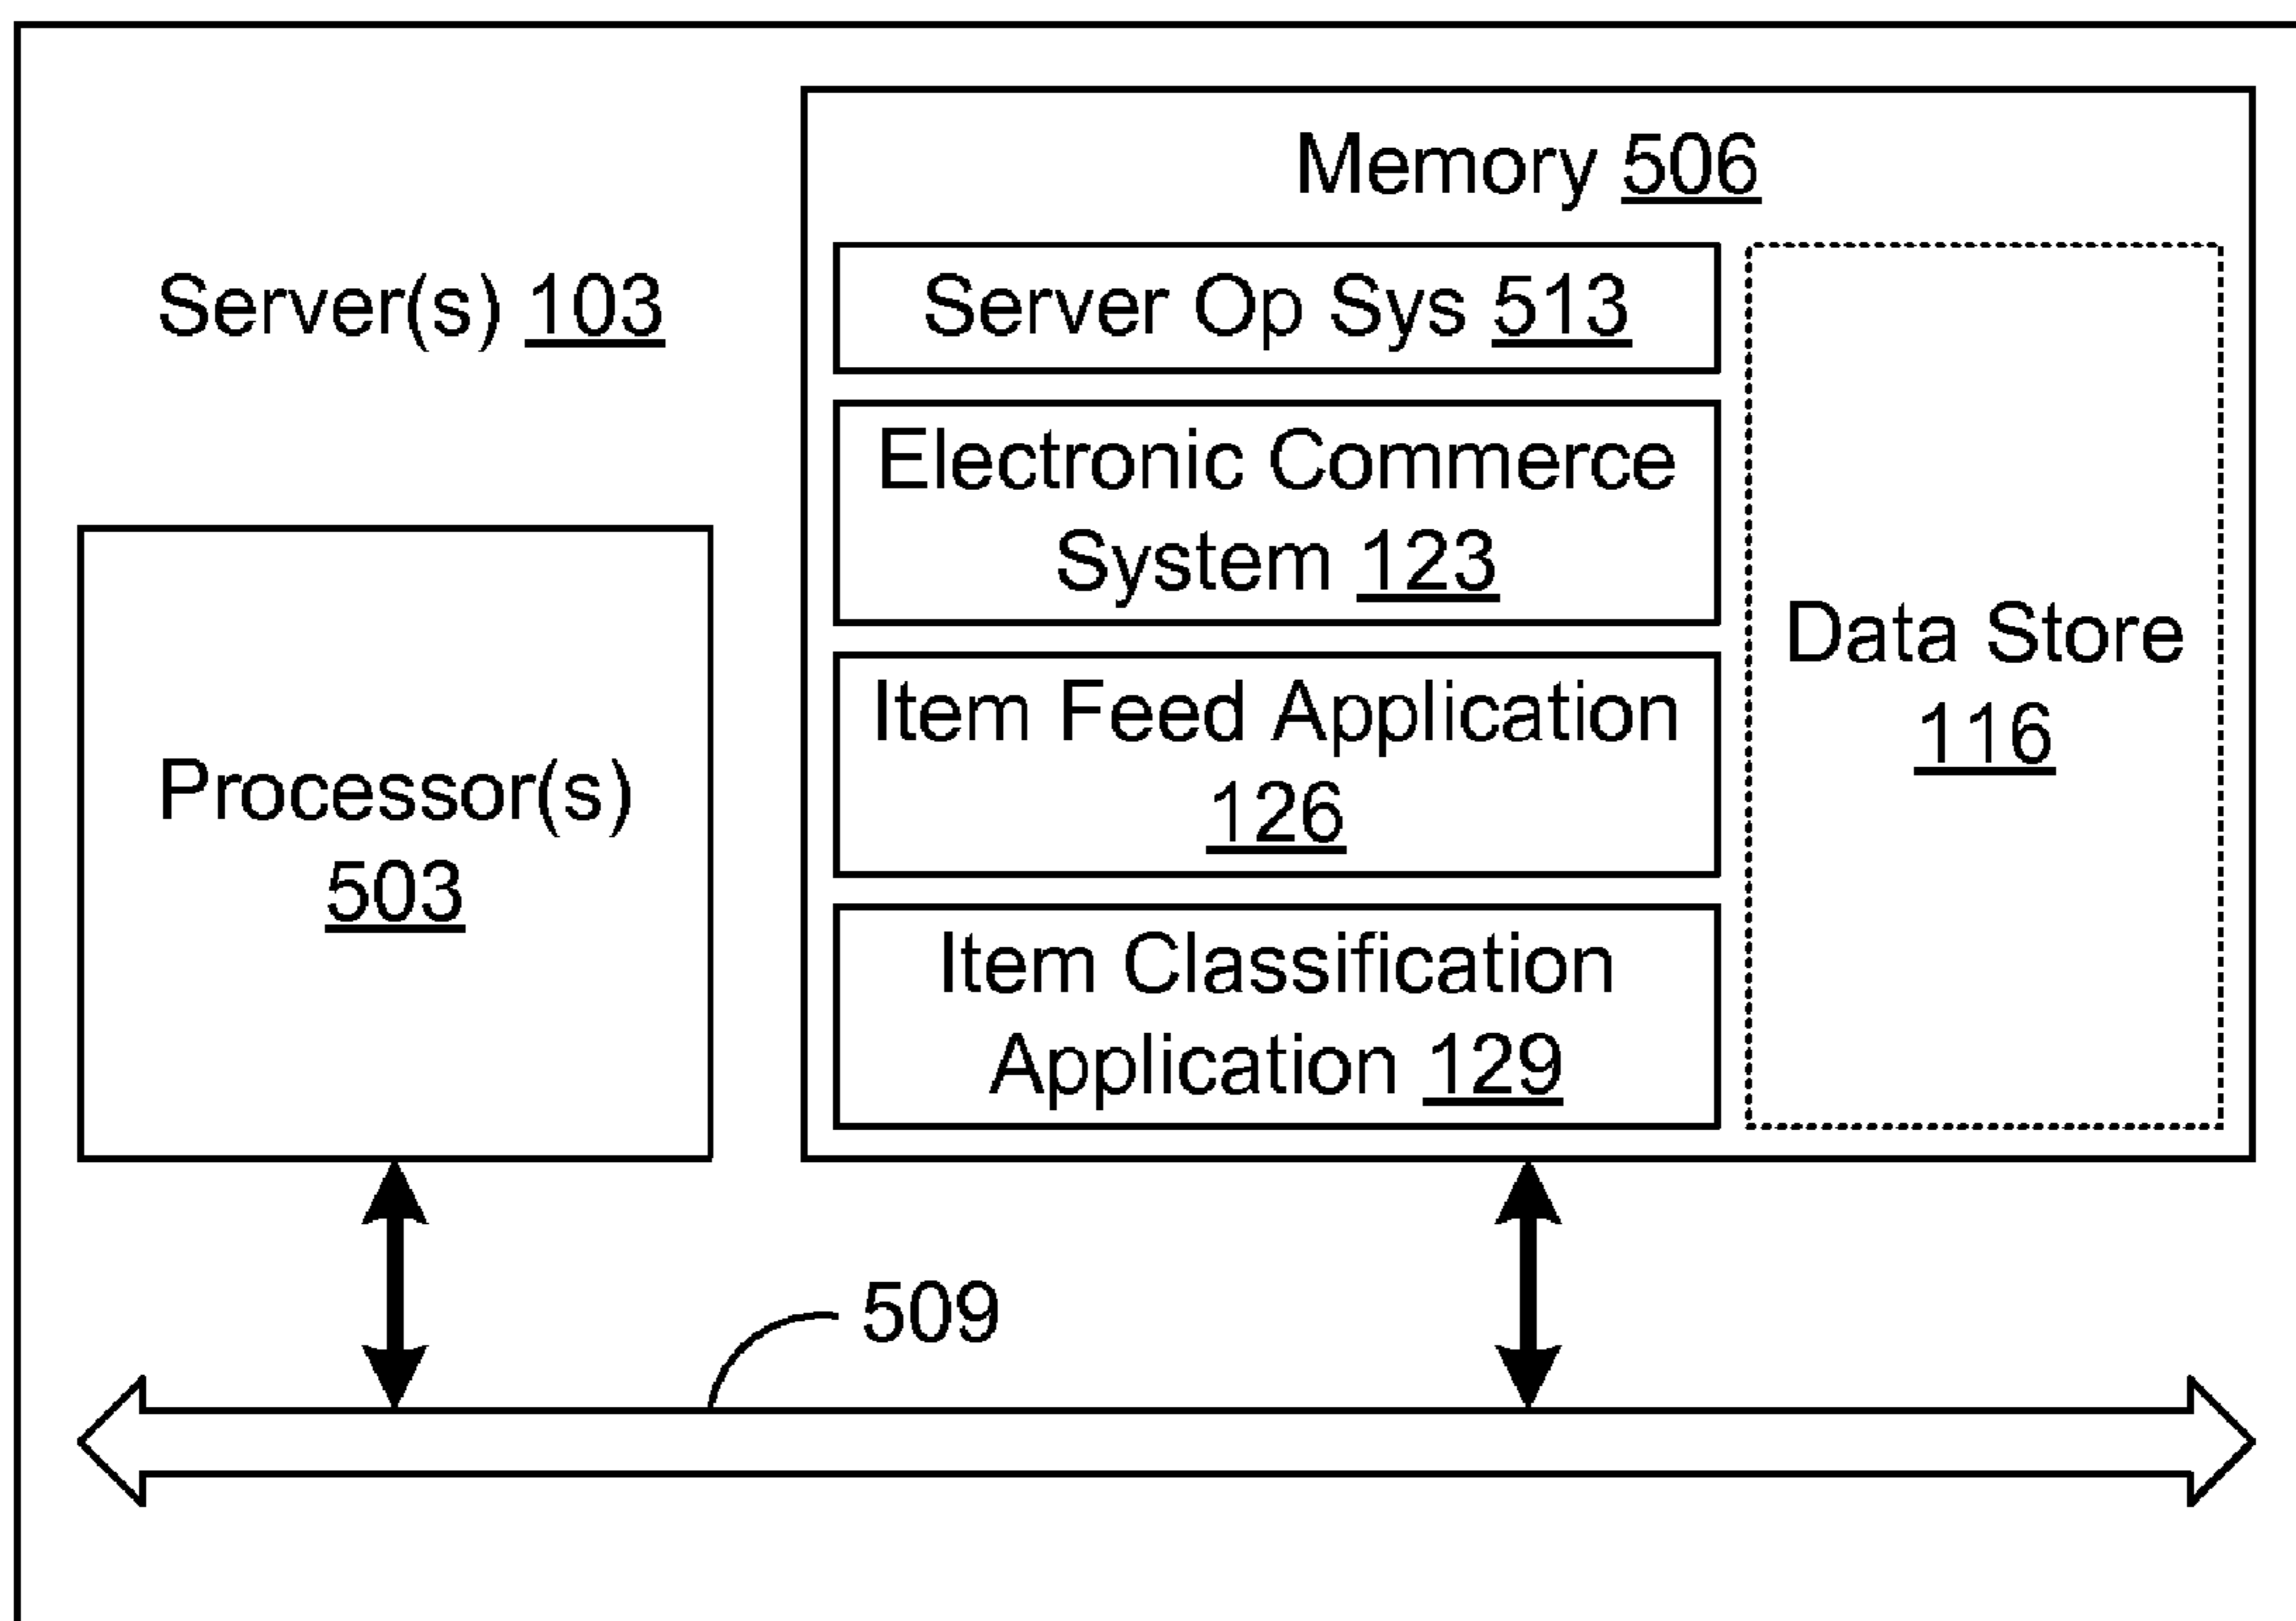 Memory 506
Server(s) 103
Server Op Sys 513
Electronic Commerce
System 123
Item Feed Application
126
Item Classification
Application 129
Data Store
116
Processor(s)
503
509